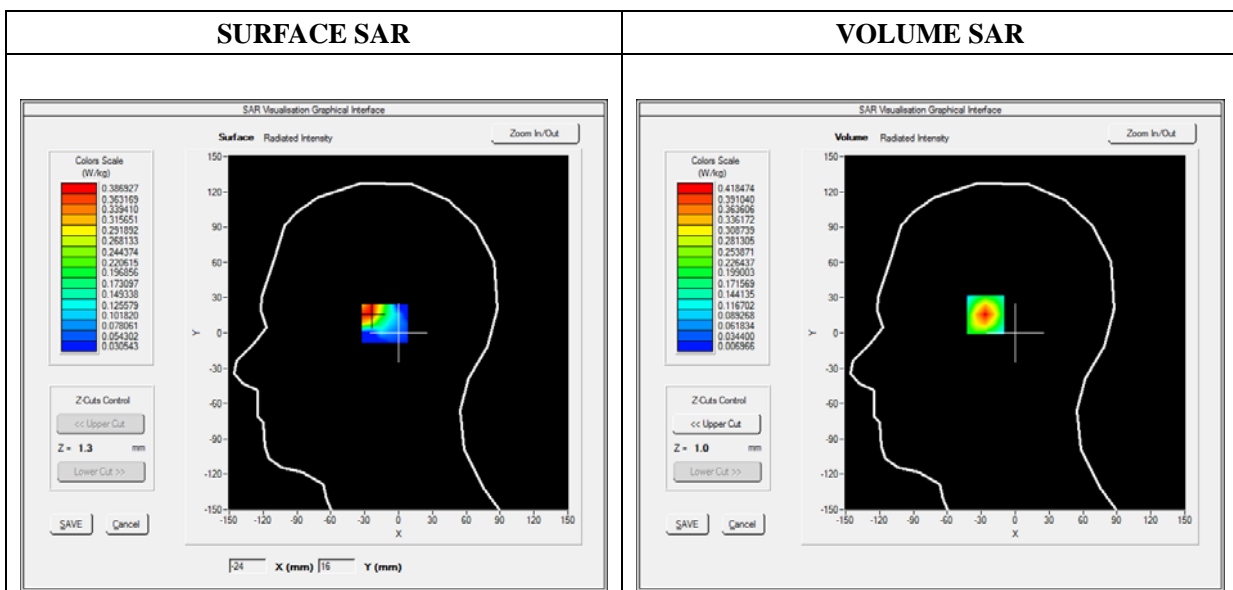 SURFACE SAR
SAR Visualisation Graphical Interface
Surface Radiated Intensity
Zoom In/Out
Colors Scale
(W/kg)
0.386927
0.363169
0.339410
0.315651
0.291892
0.268133
0.244374
0.220615
0.196856
0.173097
0.149338
0.125579
0.101820
0.078061
0.054302
0.030543
Z-Cuts Control
<< Upper Cut
Z = 1.3 mm
Lower Cut >>
SAVE Cancel
150
120
90
60
30
0
-30
-60
-90
-120
-150
Y
-150 -120 -90 -60 -30 0 30 60 90 120 150
X
-24 X (mm) 16 Y (mm)
VOLUME SAR
SAR Visualisation Graphical Interface
Volume Radiated Intensity
Zoom In/Out
Colors Scale
(W/kg)
0.418474
0.391040
0.363606
0.336172
0.308739
0.281305
0.253871
0.226437
0.199003
0.171569
0.144135
0.116702
0.089268
0.061834
0.034400
0.006966
Z-Cuts Control
<< Upper Cut
Z = 1.0 mm
Lower Cut >>
SAVE Cancel
150
120
90
60
30
0
-30
-60
-90
-120
-150
Y
-150 -120 -90 -60 -30 0 30 60 90 120 150
X